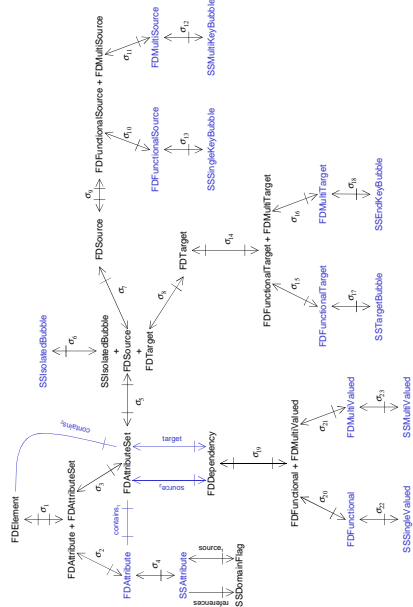 FDElement
σ₁
SSIsolatedBubble
FDAttribute + FDAttributeSet
contains₂
σ₆
σ₂
σ₃
SSIsolatedBubble
FDSource
σ₉
FDFunctionalSource + FDMultiSource
FDAttribute
contains₁
FDAttributeSet
σ₅
+
FDSource
+
FDTarget
σ₇
σ₁₀
σ₁₁
σ₄
source₂
target
σ₈
FDFunctionalSource
FDMultiSource
SSAttribute
FDTarget
σ₁₃
σ₁₂
references
source₁
FDDependency
SSSingleKeyBubble
SSMultiKeyBubble
SSDomainFlag
σ₁₄
σ₁₉
FDFunctionalTarget + FDMultiTarget
FDFunctional + FDMultiValued
σ₁₅
σ₁₆
σ₂₀
σ₂₁
FDFunctionalTarget
FDMultiTarget
FDFunctional
FDMultiValued
σ₁₇
σ₁₈
σ₂₂
σ₂₃
SSTargetBubble
SSEndKeyBubble
SSSingleValued
SSMultiValued